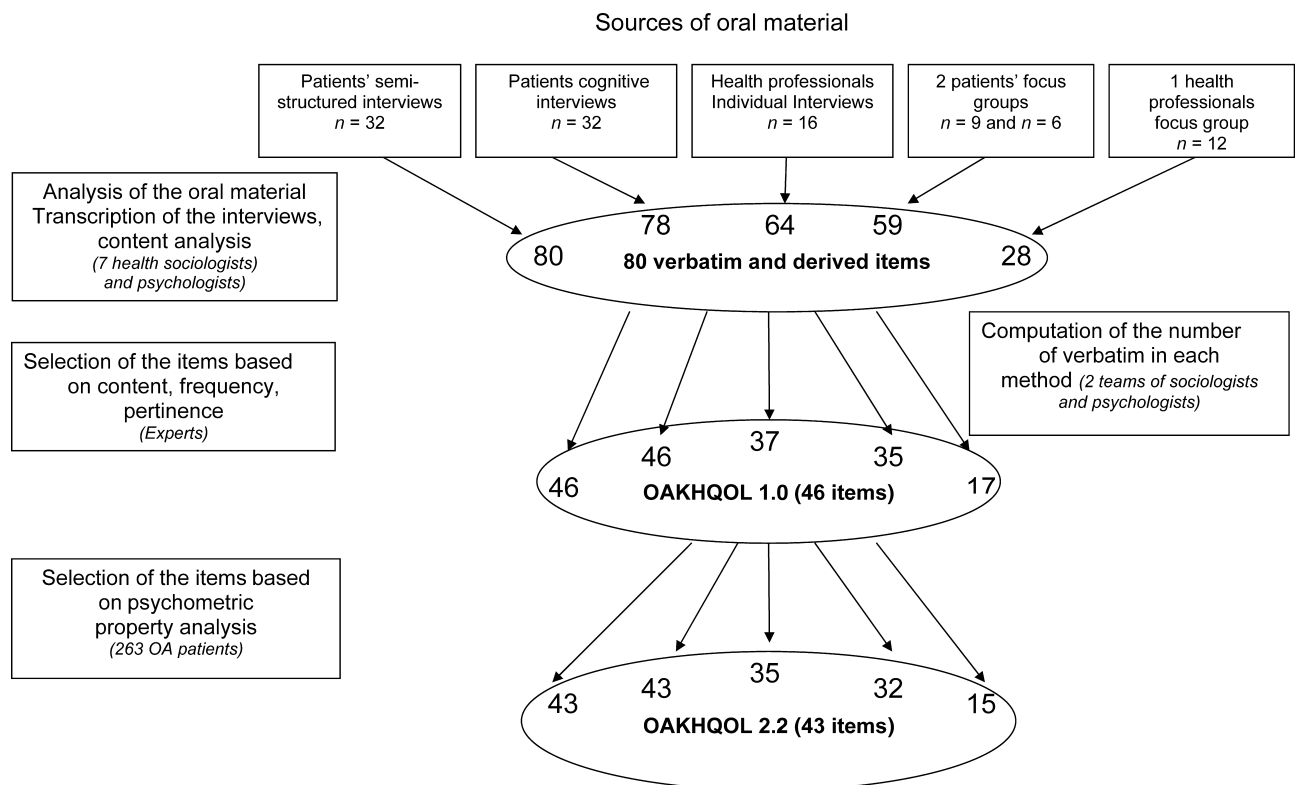 Sources of oral material
Patients’ semi-
structured interviews
n = 32
Patients cognitive
interviews
n = 32
Health professionals
Individual Interviews
n = 16
2 patients’ focus
groups
n = 9 and n = 6
1 health
professionals
focus group
n = 12
Analysis of the oral material
Transcription of the interviews,
content analysis
(7 health sociologists)
and psychologists)
80
78
64
59
28
80 verbatim and derived items
Computation of the number
of verbatim in each
method (2 teams of sociologists
and psychologists)
Selection of the items based
on content, frequency,
pertinence
(Experts)
46
46
37
35
17
OAKHQOL 1.0 (46 items)
Selection of the items based
on psychometric
property analysis
(263 OA patients)
43
43
35
32
15
OAKHQOL 2.2 (43 items)